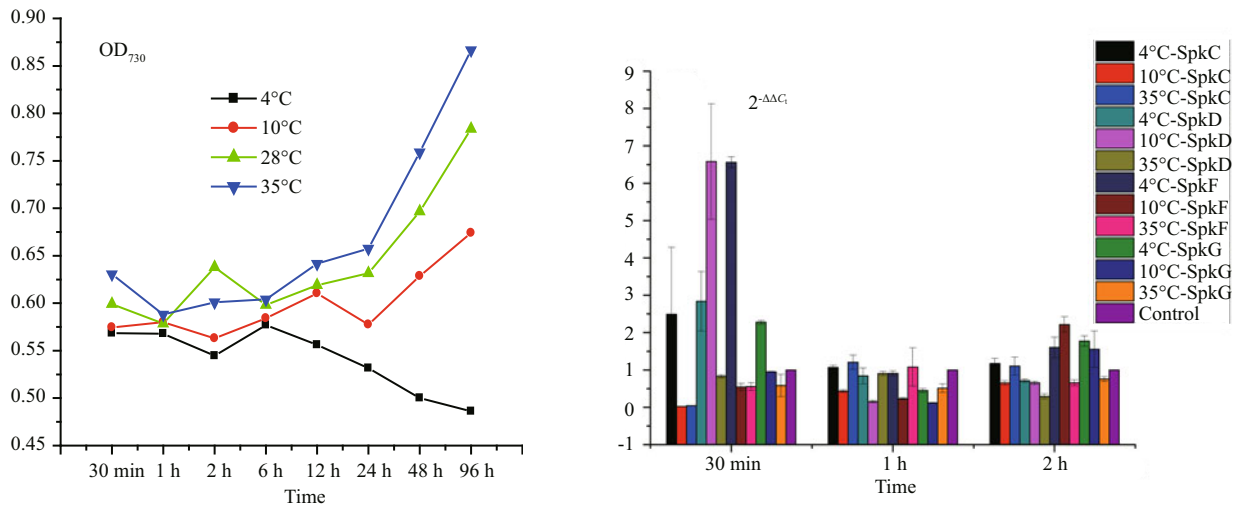 0.90
0.85
0.80
0.75
0.70
0.65
0.60
0.55
0.50
0.45
OD730
4°C
10°C
28°C
35°C
30 min 1 h 2 h 6 h 12 h 24 h 48 h 96 h
Time
9
8
7
6
5
4
3
2
1
0
-1
2-ΔΔCt
30 min 1 h 2 h
Time
4°C-SpkC
10°C-SpkC
35°C-SpkC
4°C-SpkD
10°C-SpkD
35°C-SpkD
4°C-SpkF
10°C-SpkF
35°C-SpkF
4°C-SpkG
10°C-SpkG
35°C-SpkG
Control